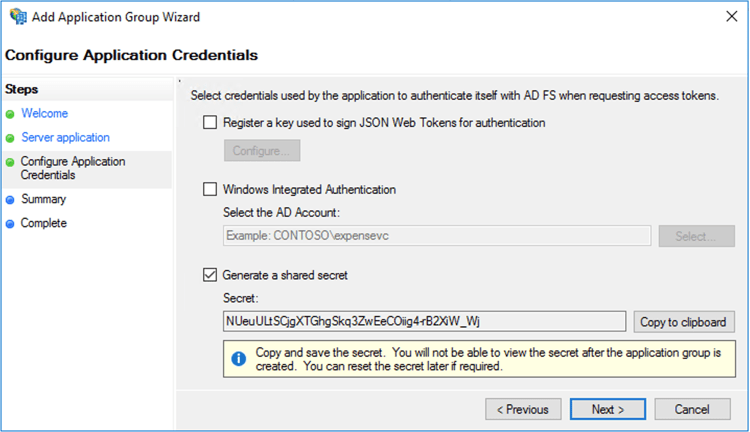 Add Application Group Wizard
Configure Application Credentials
Steps
Welcome
Server application
Configure Application
Credentials
Summary
Complete
Select credentials used by the application to authenticate itself with AD FS when requesting access tokens.
Register a key used to sign JSON Web Tokens for authentication
Configure...
Windows Integrated Authentication
Select the AD Account:
Example: CONTOSO\expensevc
Select...
Generate a shared secret
Secret:
NUeuULtSCjgXTGhgSkq3ZwEeCOiig4-rB2XiW_Wj
Copy to clipboard
Copy and save the secret. You will not be able to view the secret after the application group is
created. You can reset the secret later if required.
< Previous
Next >
Cancel